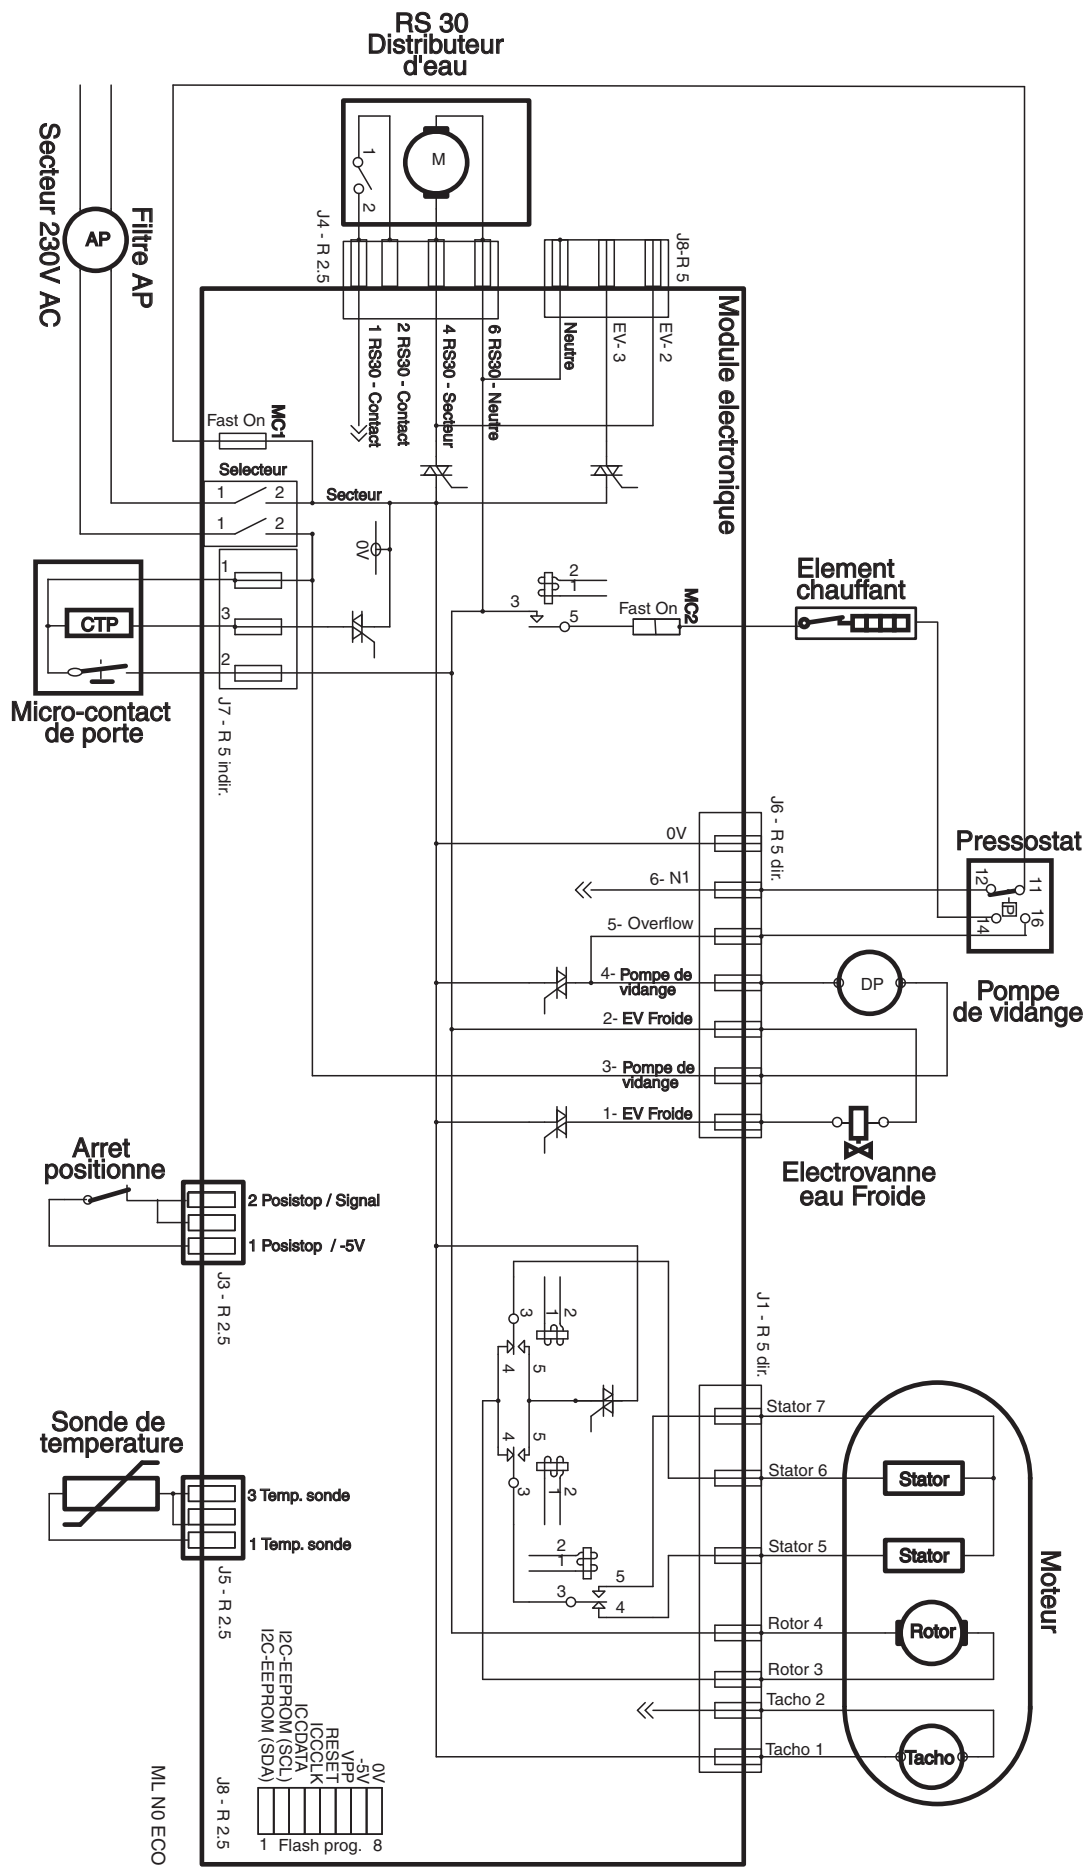 RS 30
Distributeur
d'eau
M
1
2
Secteur 230V AC
AP
Filtre AP
J4 - R 2.5
J8-R 5
1 RS30 - Contact
2 RS30 - Contact
4 RS30 - Secteur
6 RS30 - Neutre
Neutre
EV- 3
EV- 2
Module electronique
Fast On
MC1
Selecteur
1
2
Secteur
1
2
0V
1
3
2
CTP
Micro-contact
de porte
J7 - R 5 indir.
2
1
3
5
Fast On
MC2
Element
chauffant
J6 - R 5 dir.
Pressostat
11
12
P
16
14
0V
6- N1
5- Overflow
4- Pompe de
vidange
DP
Pompe
de vidange
2- EV Froide
3- Pompe de
vidange
1- EV Froide
Electrovanne
eau Froide
Arret
positionne
2 Posistop / Signal
1 Posistop / -5V
J3 - R 2.5
J1 - R 5 dir.
3
1
2
4
5
4
5
3
1
2
2
1
3
5
4
Stator 7
Stator 6
Stator
Stator 5
Stator
Rotor 4
Rotor
Rotor 3
Tacho 2
Tacho 1
Tacho
Moteur
Sonde de
temperature
3 Temp. sonde
1 Temp. sonde
J5 - R 2.5
0V
-5V
VPP
RESET
ICCCLK
ICCDATA
I2C-EEPROM (SCL)
I2C-EEPROM (SDA)
1 Flash prog. 8
J8 - R 2.5
ML N0 ECO